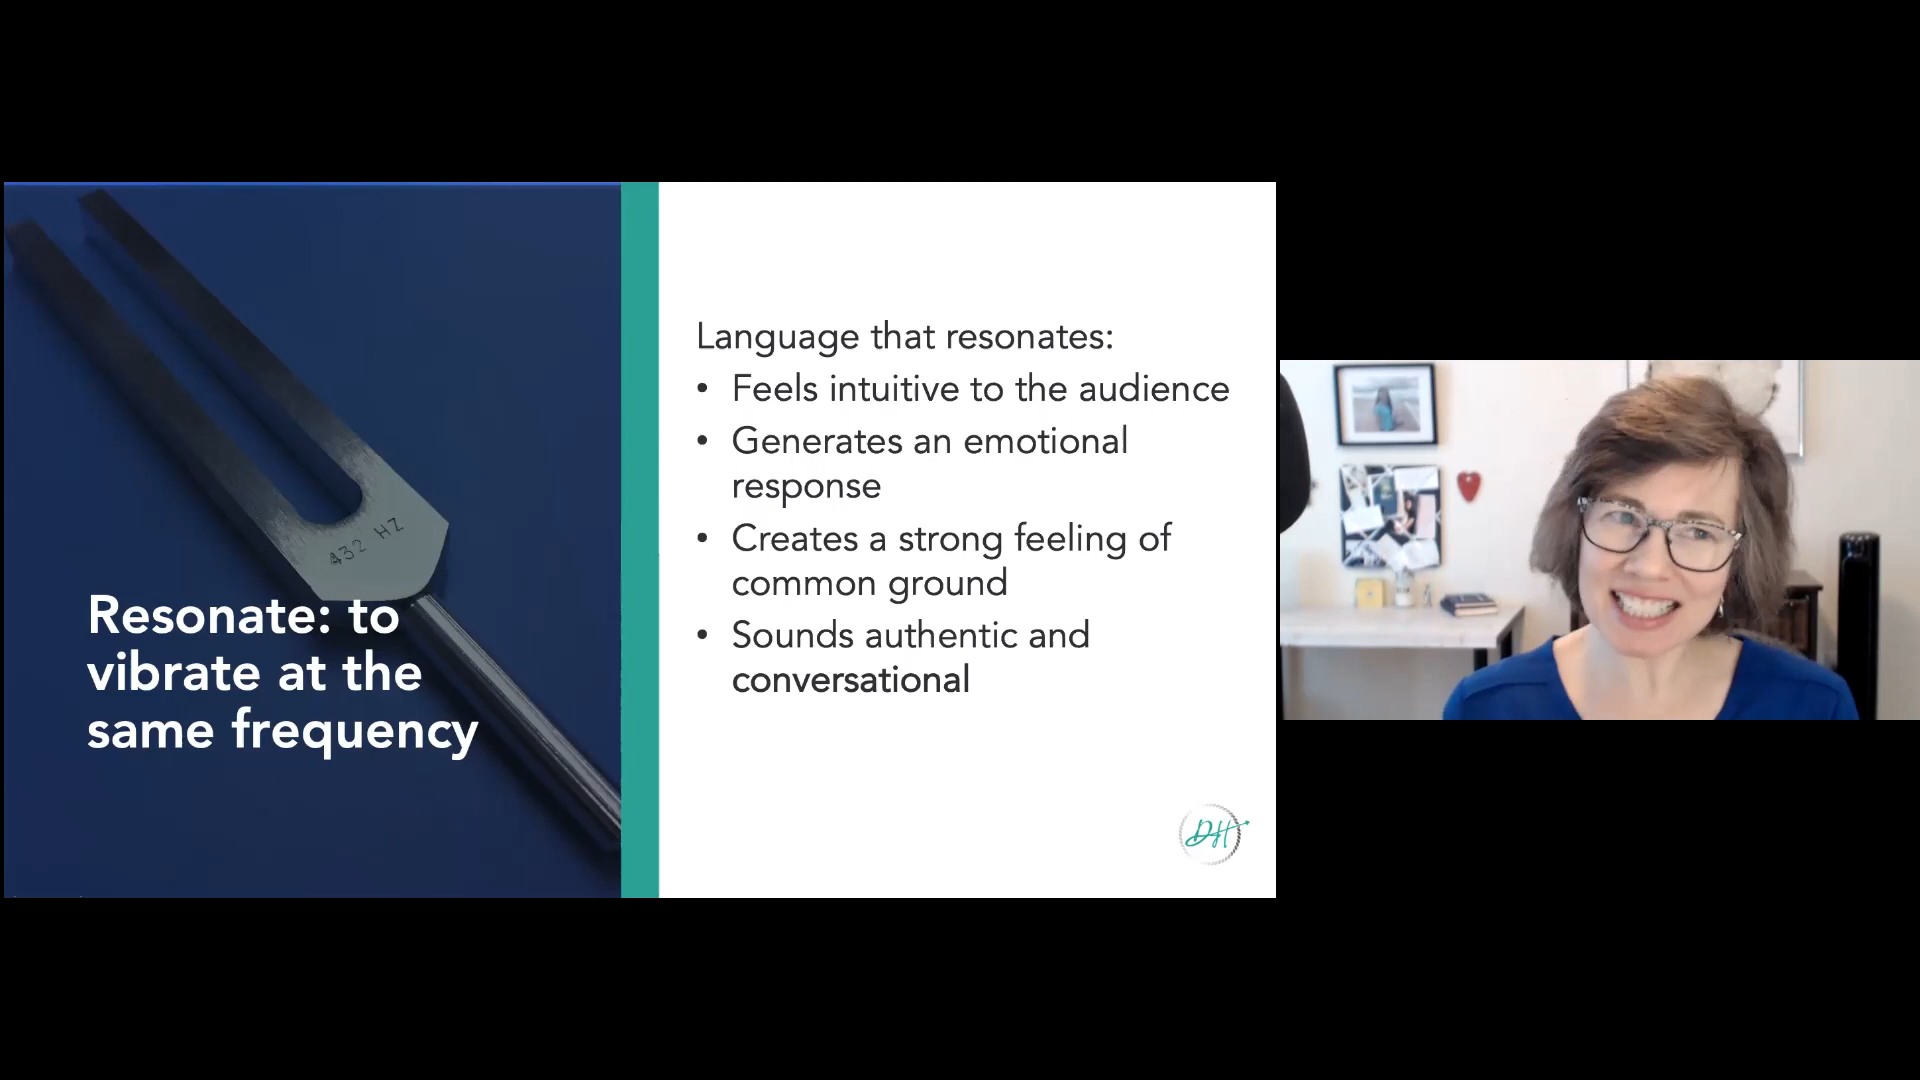 432 HZ
Resonate: to
vibrate at the
same frequency
Language that resonates:
• Feels intuitive to the audience
• Generates an emotional
response
• Creates a strong feeling of
common ground
• Sounds authentic and
conversational
DH